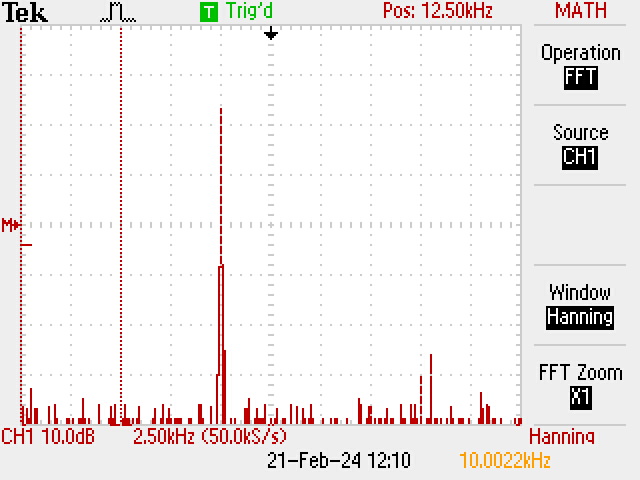 Tek T Trig'd Pos: 12.50kHz MATH
Operation
FFT
Source
CH1
M
Window
Hanning
FFT Zoom
X1
CH1 10.0dB 2.50kHz (50.0kS/s) Hanning
21-Feb-24 12:10 10.0022kHz